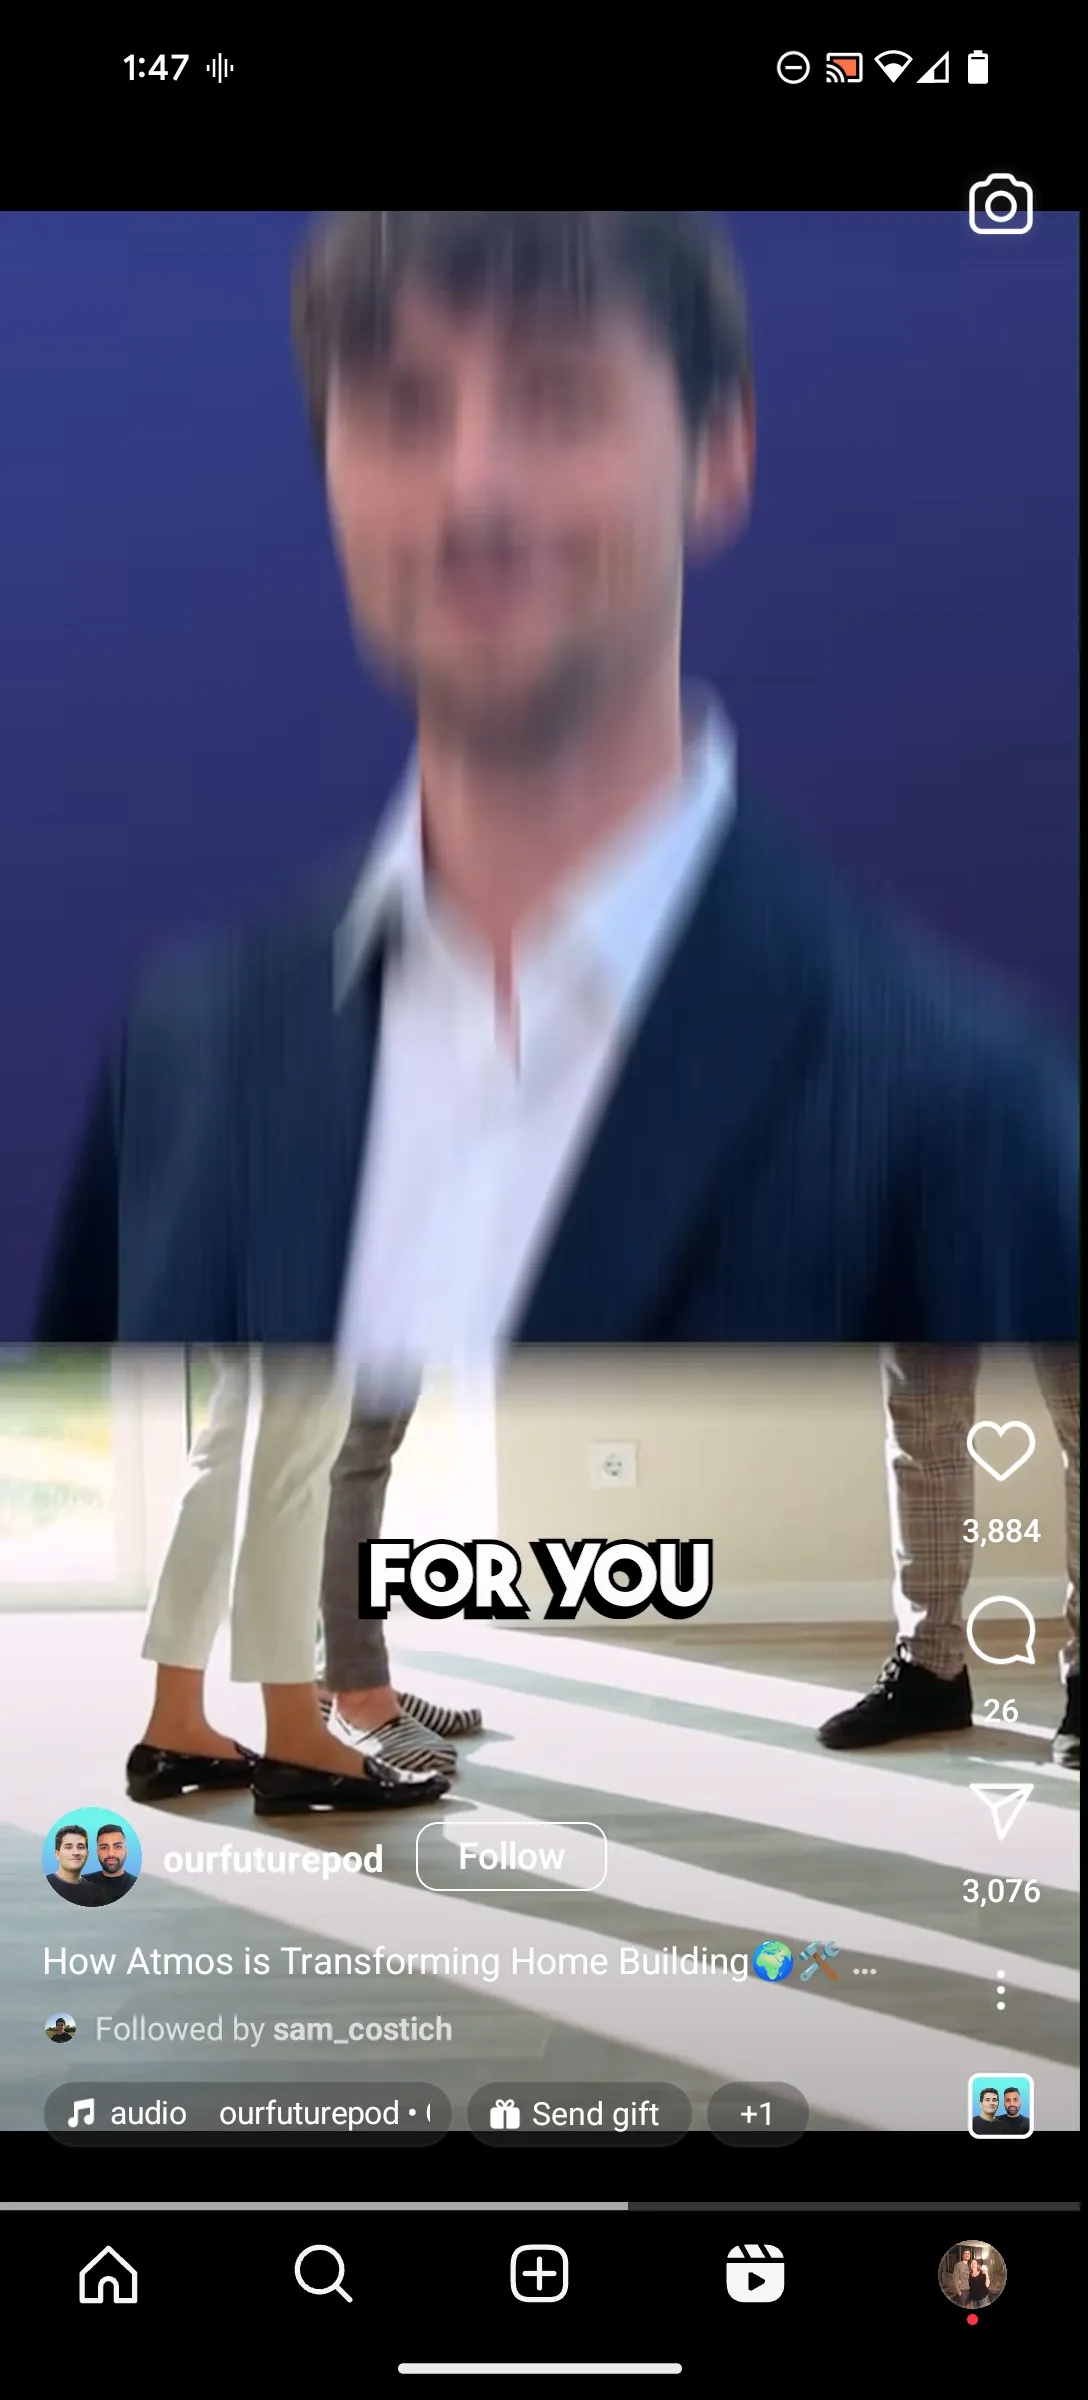 1:47
FOR YOU
3,884
26
3,076
ourfuturepod Follow
How Atmos is Transforming Home Building🌍🛠️ ...
Followed by sam_costich
audio ourfuturepod • Send gift +1